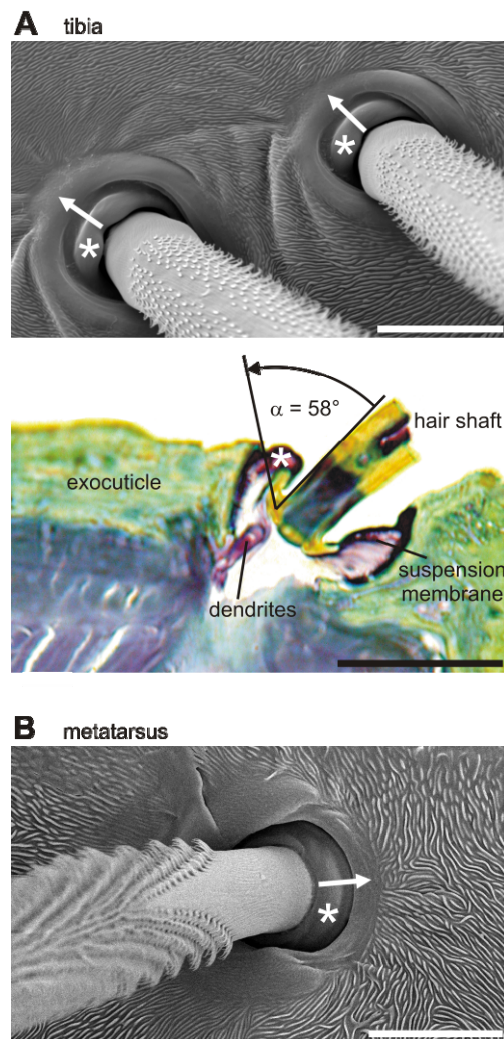 A tibia
*
*
α = 58°
hair shaft
*
exocuticle
suspension
membrane
dendrites
B metatarsus
*